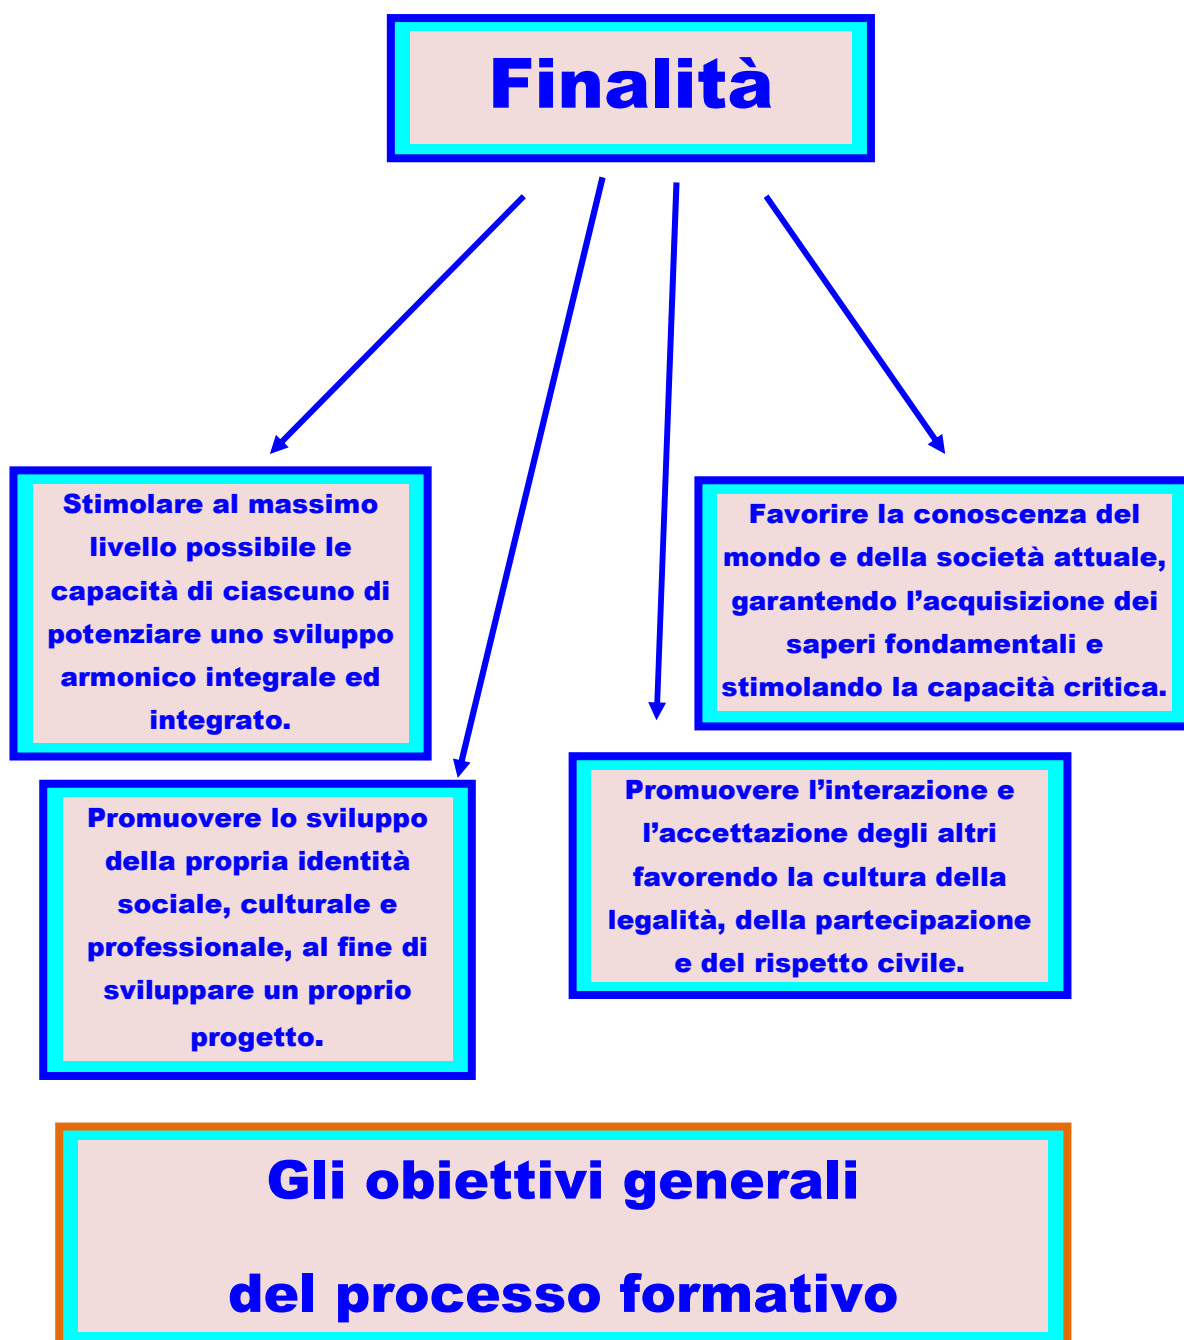 Finalità
Stimolare al massimo
livello possibile le
capacità di ciascuno di
potenziare uno sviluppo
armonico integrale ed
integrato.
Favorire la conoscenza del
mondo e della società attuale,
garantendo l’acquisizione dei
saperi fondamentali e
stimolando la capacità critica.
Promuovere lo sviluppo
della propria identità
sociale, culturale e
professionale, al fine di
sviluppare un proprio
progetto.
Promuovere l’interazione e
l’accettazione degli altri
favorendo la cultura della
legalità, della partecipazione
e del rispetto civile.
Gli obiettivi generali
del processo formativo